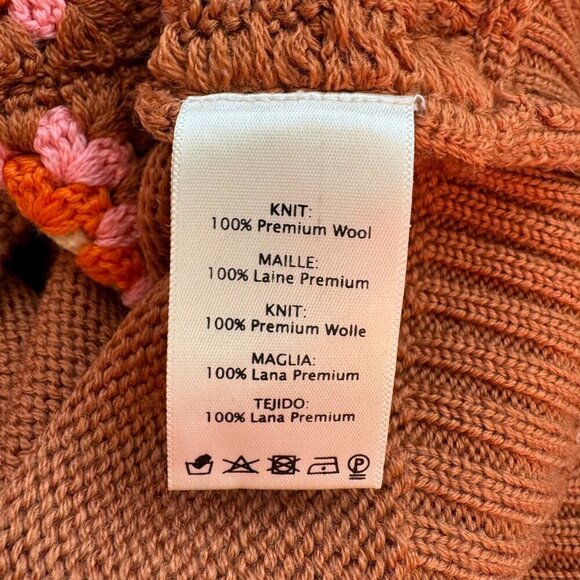 KNIT:
100% Premium Wool
MAILLE:
100% Laine Premium
KNIT:
100% Premium Wolle
MAGLIA:
100% Lana Premium
TEJIDO:
100% Lana Premium
P